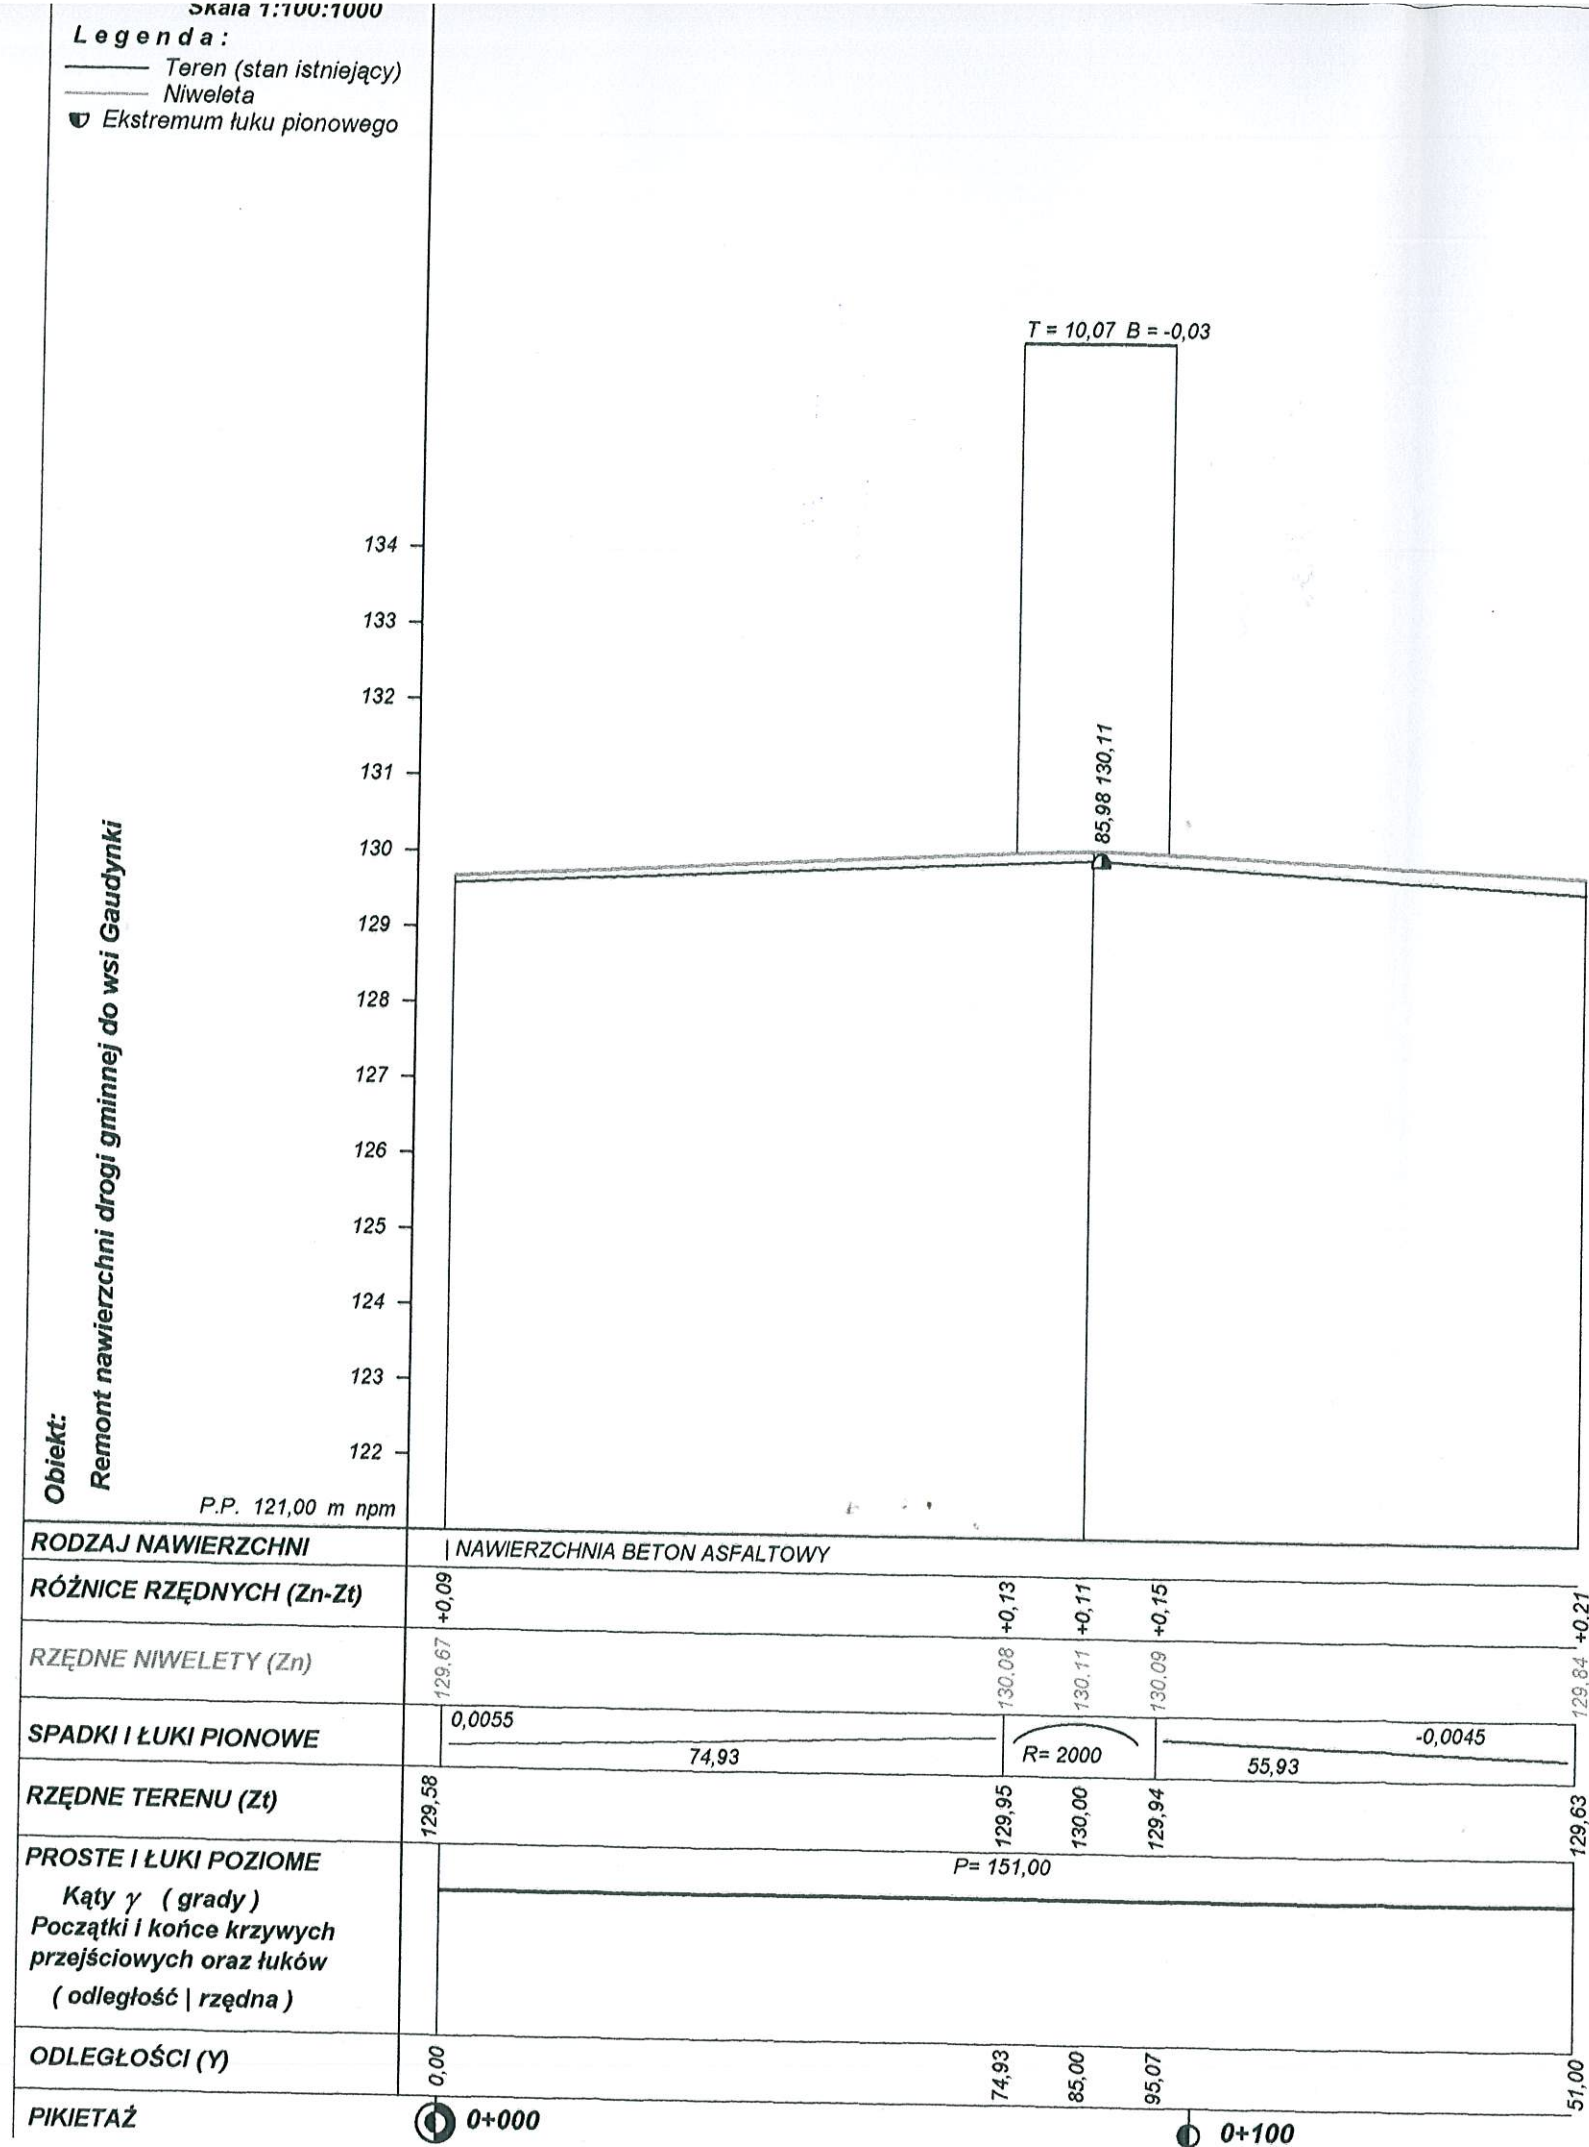 Skala 1:100:1000
Legenda:
Teren (stan istniejący)
Niweleta
Ekstremum łuku pionowego
T = 10,07 B = -0,03
134
133
132
131
130
129
128
127
126
125
124
123
122
85,98 130,11
Obiekt:
Remont nawierzchni drogi gminnej do wsi Gaudynki
P.P. 121,00 m npm
RODZAJ NAWIERZCHNI
NAWIERZCHNIA BETON ASFALTOWY
RÓŻNICE RZĘDNYCH (Zn-Zt)
+0,09 +0,13 +0,11 +0,15 +0,21
RZĘDNE NIWELETY (Zn)
129.67 130.08 130.11 130.09 129.84
SPADKI I ŁUKI PIONOWE
0,0055 -0,0045
74,93 R= 2000 55,93
RZĘDNE TERENU (Zt)
129,58 129,95 130,00 129,94 129,63
PROSTE I ŁUKI POZIOME
P= 151,00
Kąty γ (grady)
Początki i końce krzywych
przejściowych oraz łuków
( odległość | rzędna )
ODLEGŁOŚCI (Y)
0,00 74,93 85,00 95,07 51,00
PIKIETAŻ
0+000 0+100